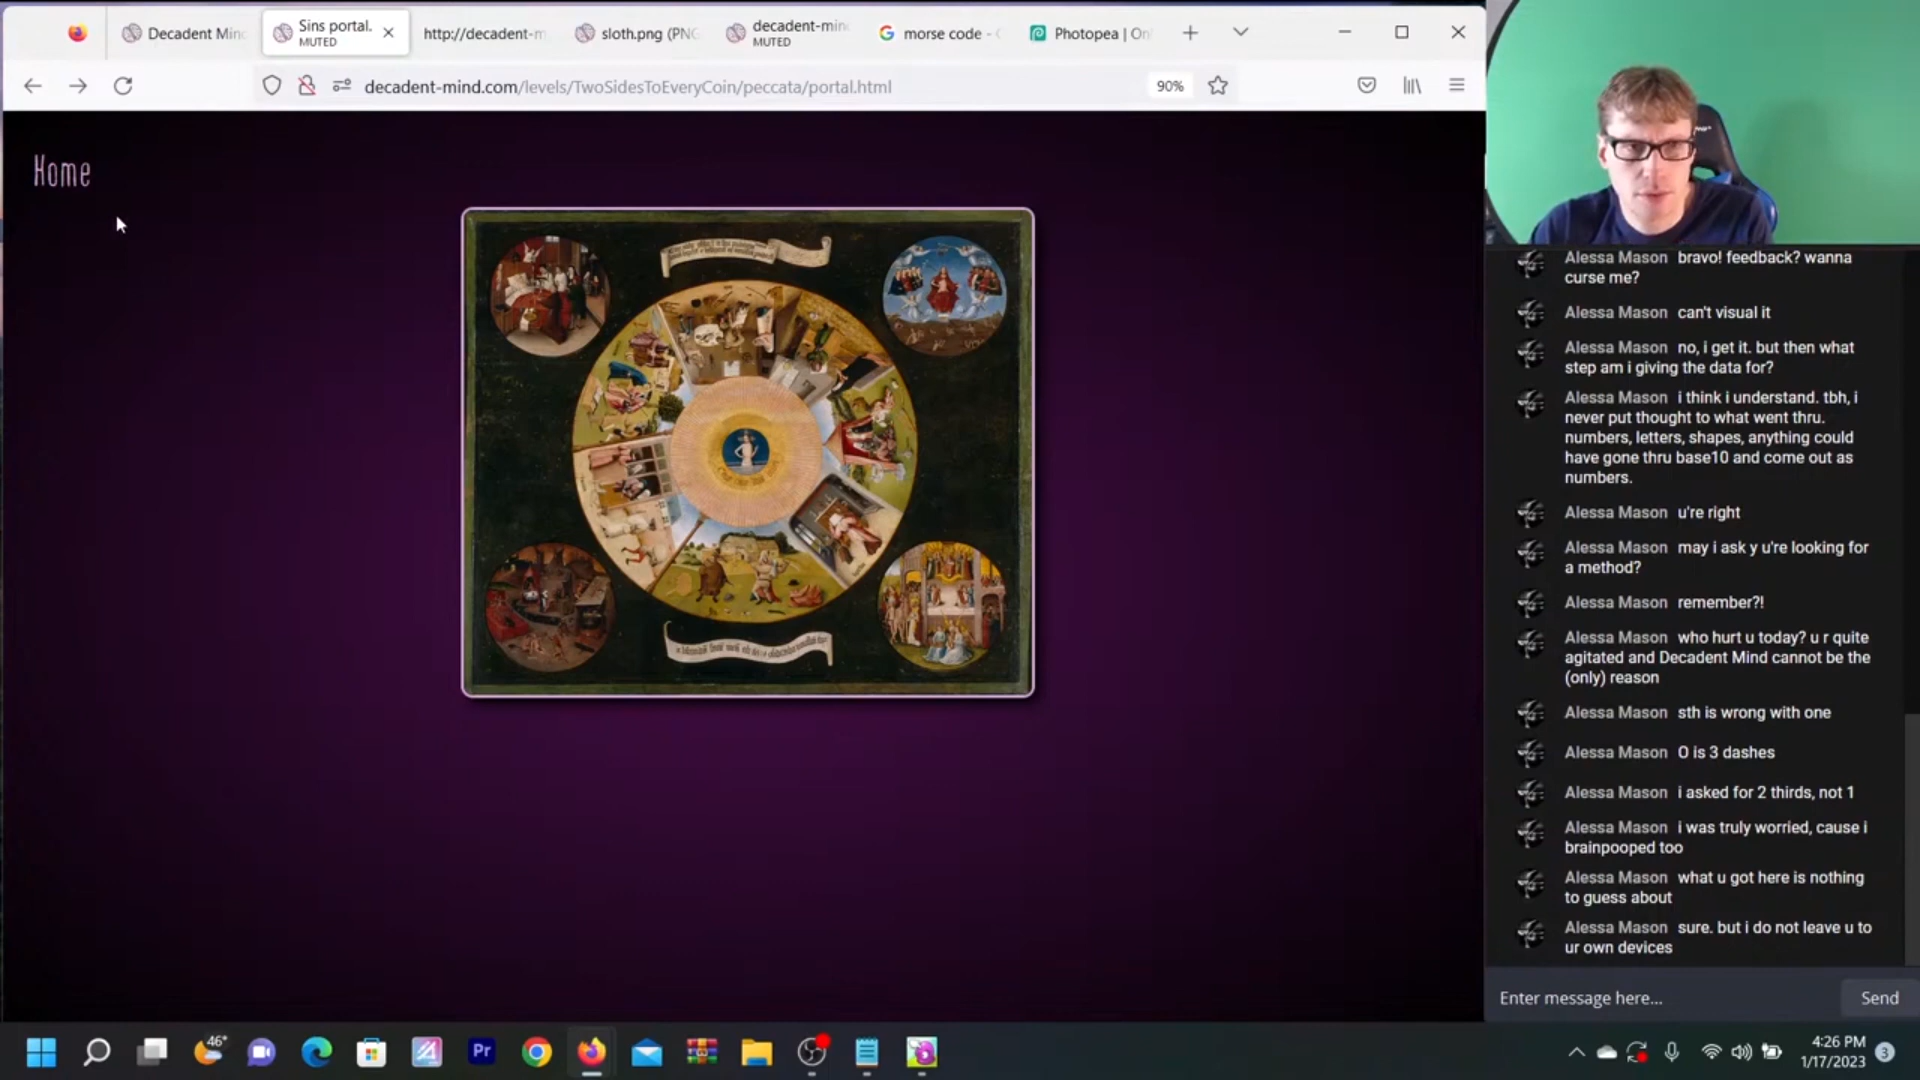 Decadent Min
Sins portal.
MUTED
http://decadent-m
sloth.png (PNG
decadent-mind
MUTED
morse code - G
Photopea | On
decadent-mind.com/levels/TwoSidesToEveryCoin/peccata/portal.html
90%
Home
Alessa Mason bravo! feedback? wanna
curse me?
Alessa Mason can't visual it
Alessa Mason no, i get it. but then what
step am i giving the data for?
Alessa Mason i think i understand. tbh, i
never put thought to what went thru.
numbers, letters, shapes, anything could
have gone thru base10 and come out as
numbers.
Alessa Mason u're right
Alessa Mason may i ask y u're looking for
a method?
Alessa Mason remember?!
Alessa Mason who hurt u today? u r quite
agitated and Decadent Mind cannot be the
(only) reason
Alessa Mason sth is wrong with one
Alessa Mason O is 3 dashes
Alessa Mason i asked for 2 thirds, not 1
Alessa Mason i was truly worried, cause i
brainpooped too
Alessa Mason what u got here is nothing
to guess about
Alessa Mason sure. but i do not leave u to
ur own devices
Enter message here...
Send
46°
Pr
4:26 PM
1/17/2023
3